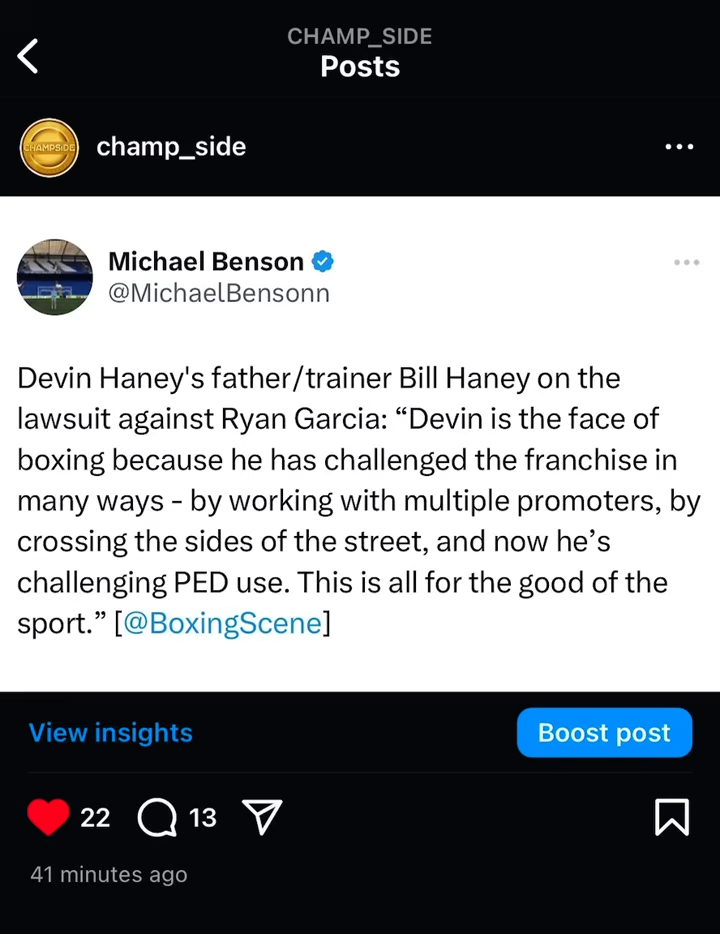 CHAMP_SIDE
Posts
CHAMPSIDE
champ_side
Michael Benson
@MichaelBensonn
Devin Haney's father/trainer Bill Haney on the
lawsuit against Ryan Garcia: “Devin is the face of
boxing because he has challenged the franchise in
many ways - by working with multiple promoters, by
crossing the sides of the street, and now he’s
challenging PED use. This is all for the good of the
sport.” [@BoxingScene]
View insights
Boost post
22
13
41 minutes ago